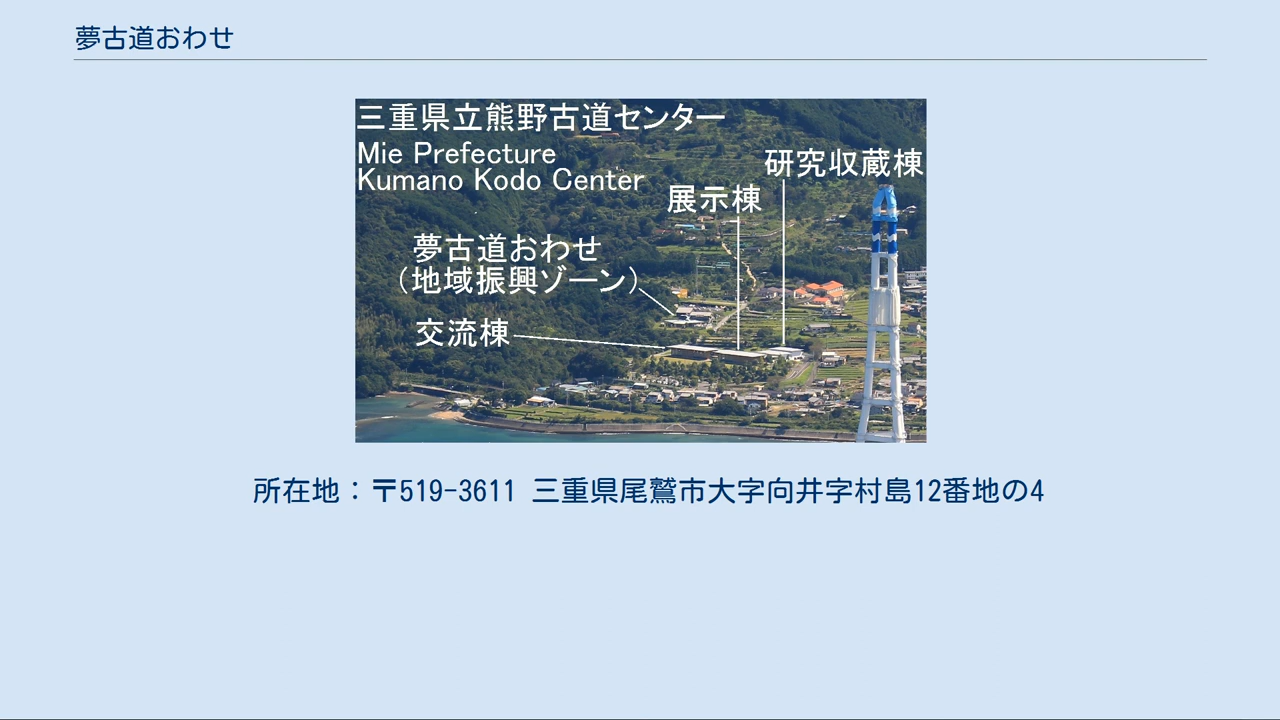 夢古道おわせ
三重県立熊野古道センター
Mie Prefecture
Kumano Kodo Center
研究収蔵棟
展示棟
夢古道おわせ
（地域振興ゾーン）
交流棟
所在地：〒519-3611 三重県尾鷲市大字向井字村島12番地の4